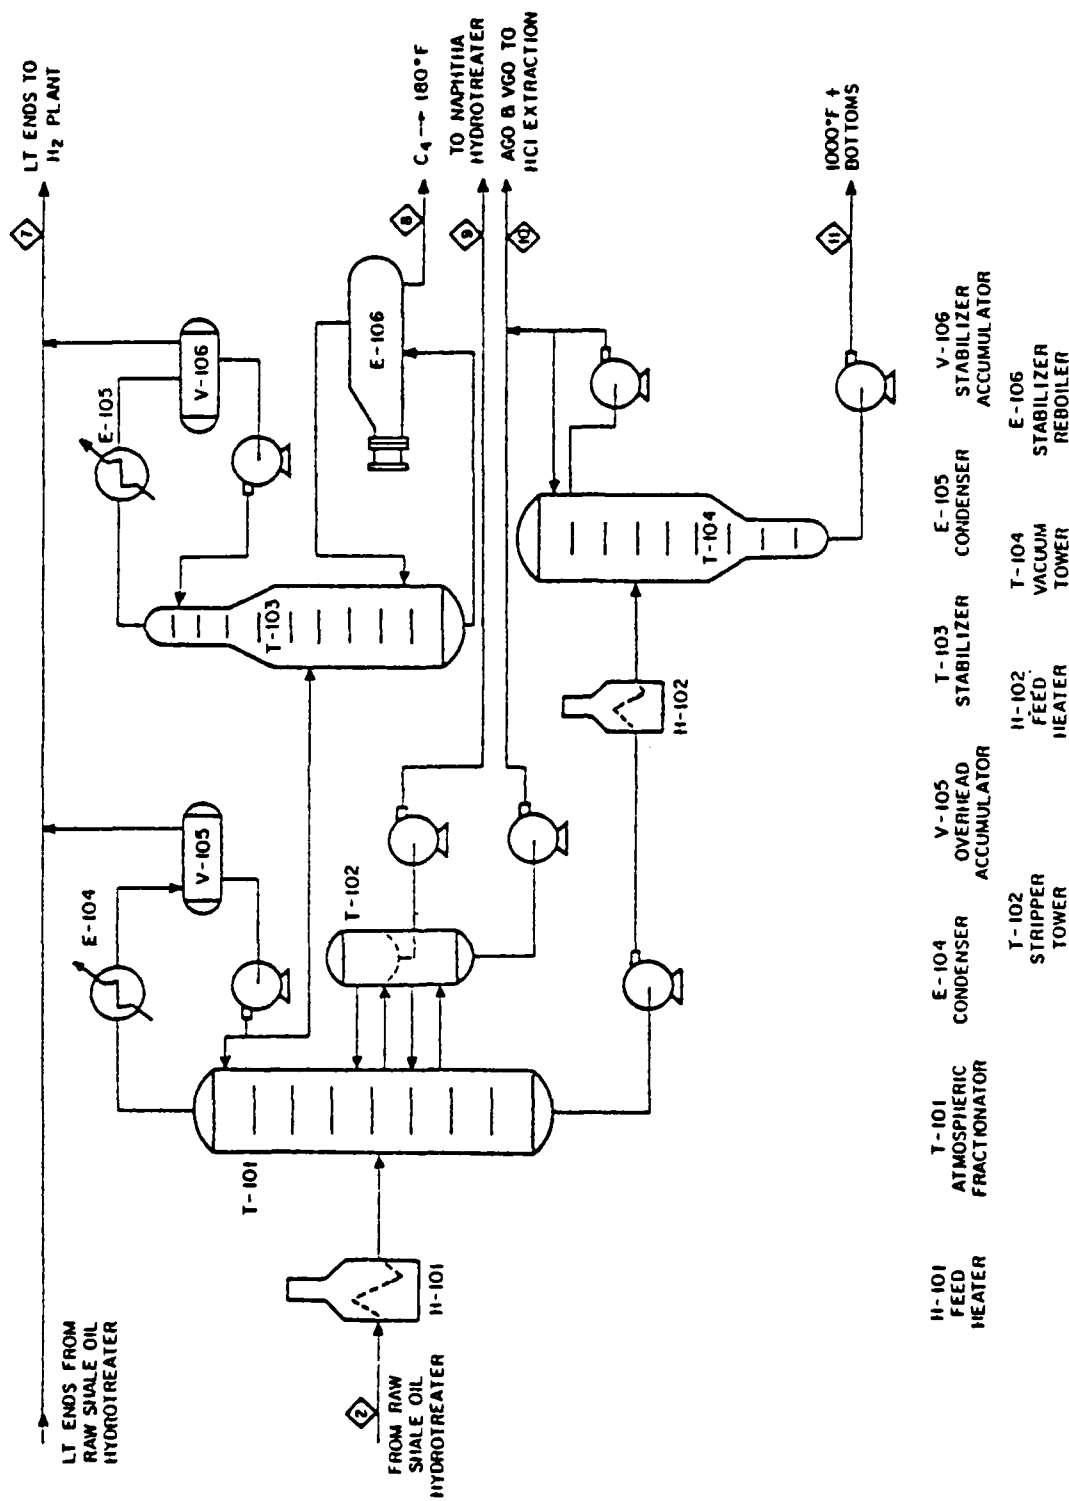 LT ENDS FROM
RAW SHALE OIL
HYDROTREATER
2
FROM RAW
SHALE OIL
HYDROTREATER
H-101
T-101
E-104
V-105
T-102
H-102
T-103
E-105
V-106
E-106
T-104
7
LT ENDS TO
H2 PLANT
8
C4 → 180°F
9
TO NAPHTHA
HYDROTREATER
10
AGO & VGO TO
HCl EXTRACTION
11
1000°F +
BOTTOMS
H-101
FEED
HEATER
T-101
ATMOSPHERIC
FRACTIONATOR
E-104
CONDENSER
V-105
OVERHEAD
ACCUMULATOR
T-103
STABILIZER
E-105
CONDENSER
V-106
STABILIZER
ACCUMULATOR
T-102
STRIPPER
TOWER
H-102
FEED
HEATER
T-104
VACUUM
TOWER
E-106
STABILIZER
REBOILER